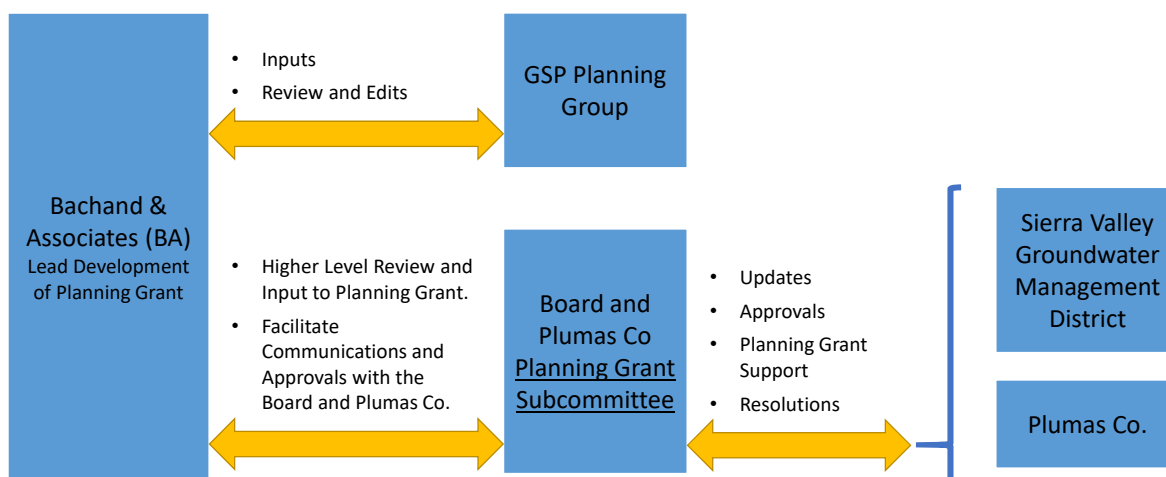 Bachand &
Associates (BA)
Lead Development
of Planning Grant
• Inputs
• Review and Edits
GSP Planning
Group
• Higher Level Review and
Input to Planning Grant.
• Facilitate
Communications and
Approvals with the
Board and Plumas Co.
Board and
Plumas Co
Planning Grant
Subcommittee
• Updates
• Approvals
• Planning Grant
Support
• Resolutions
Sierra Valley
Groundwater
Management
District
Plumas Co.